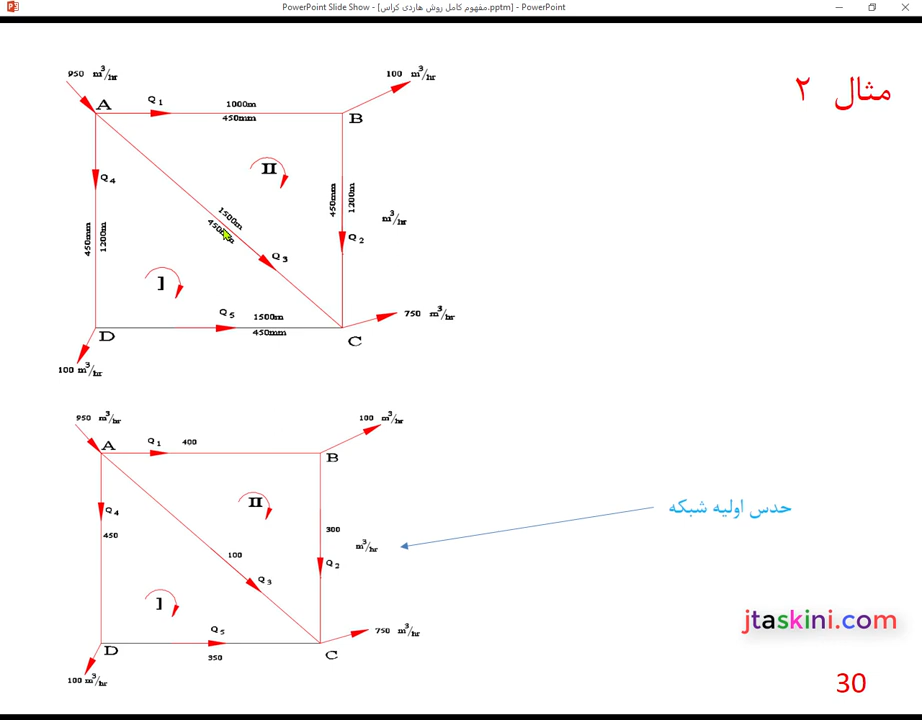 PowerPoint Slide Show - [مفهوم کامل روش هاردی کراس.pptm] - PowerPoint
مثال ۲
950 m³/hr
100 m³/hr
A
Q1
1000m
450mm
B
Q4
II
1500m
450mm
1200m
450mm
m³/hr
Q2
450mm
1200m
Q3
I
Q5
1500m
450mm
750 m³/hr
D
C
100 m³/hr
950 m³/hr
100 m³/hr
A
Q1
400
B
Q4
II
حدس اولیه شبکه
450
300
m³/hr
100
Q2
Q3
I
Q5
750 m³/hr
D
350
C
100 m³/hr
jtaskini.com
30